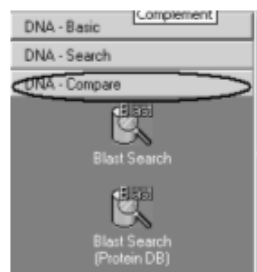 Complement
DNA - Basic
DNA - Search
DNA - Compare
Blast
Blast Search
Blast
Blast Search
(Protein DB)